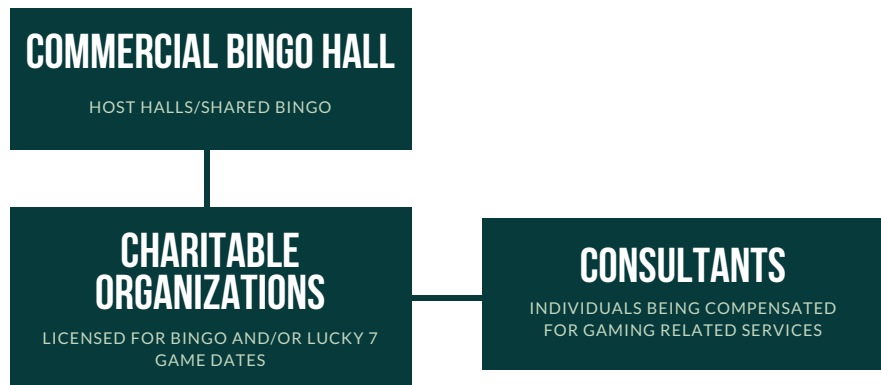 COMMERCIAL BINGO HALL
HOST HALLS/SHARED BINGO
CHARITABLE
ORGANIZATIONS
LICENSED FOR BINGO AND/OR LUCKY 7
GAME DATES
CONSULTANTS
INDIVIDUALS BEING COMPENSATED
FOR GAMING RELATED SERVICES